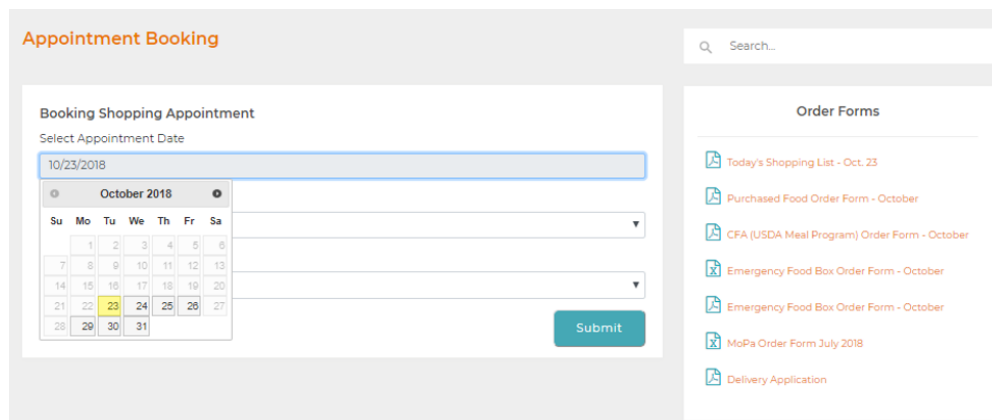 Appointment Booking
Search...
Booking Shopping Appointment
Select Appointment Date
10/23/2018
October 2018
Su Mo Tu We Th Fr Sa
1 2 3 4 5 6
7 8 9 10 11 12 13
14 15 16 17 18 19 20
21 22 23 24 25 26 27
28 29 30 31
Submit
Order Forms
Today's Shopping List - Oct. 23
Purchased Food Order Form - October
CFA (USDA Meal Program) Order Form - October
Emergency Food Box Order Form - October
Emergency Food Box Order Form - October
MoPa Order Form July 2018
Delivery Application